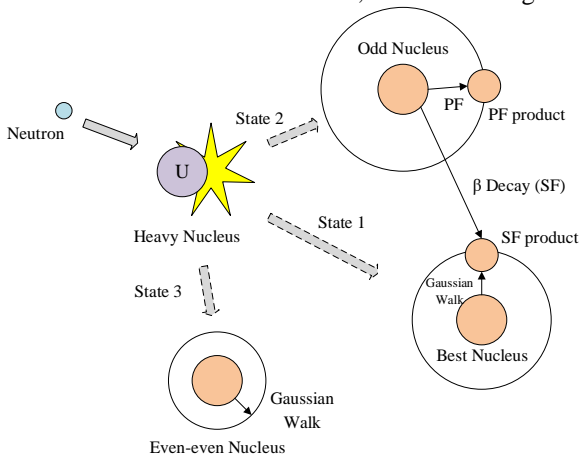 Odd Nucleus
PF
PF product
State 2
Neutron
U
β Decay (SF)
Heavy Nucleus
State 1
SF product
State 3
Gaussian
Walk
Best Nucleus
Gaussian
Walk
Even-even Nucleus